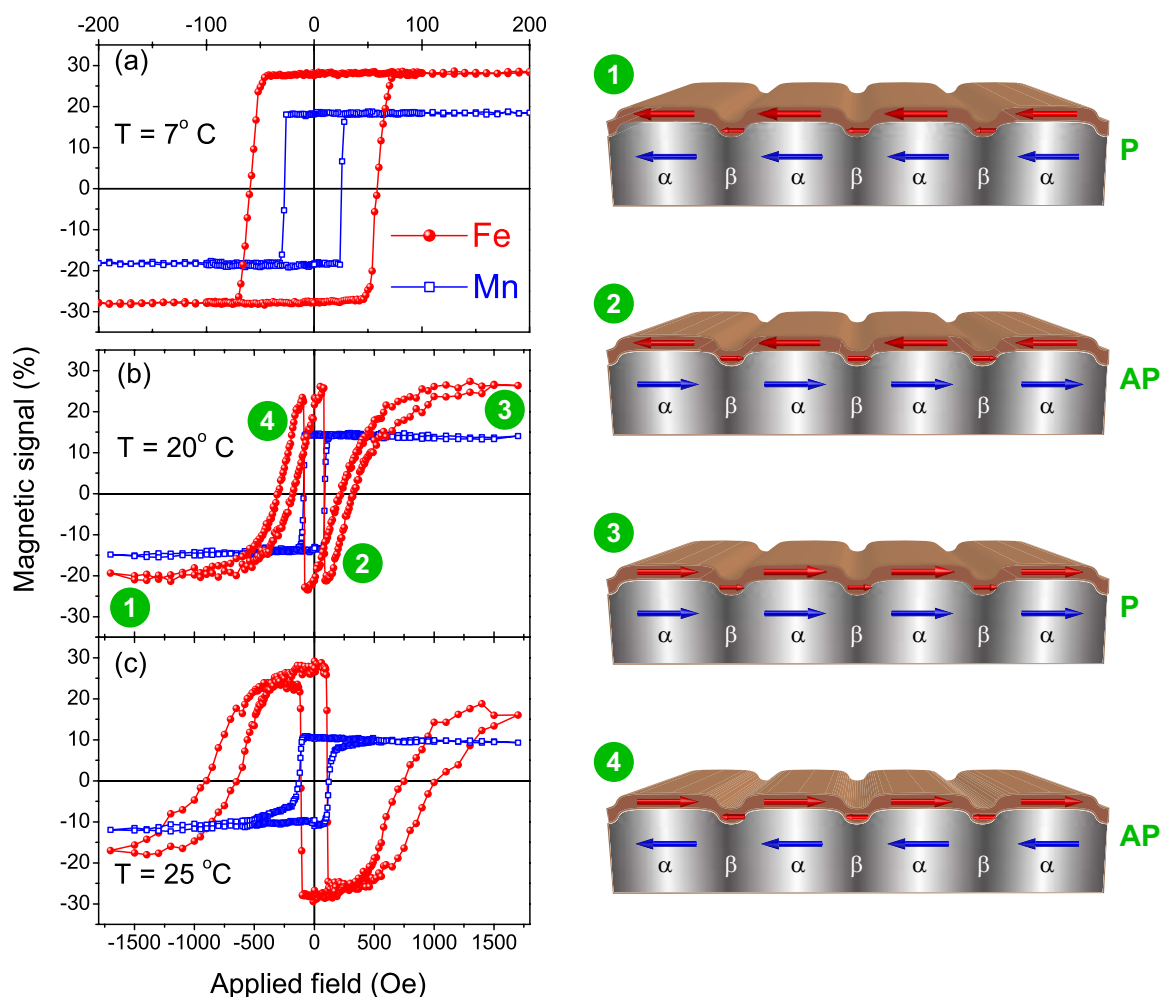 -200 -100 0 100 200
(a)
T = 7° C
30
20
10
0
-10
-20
-30
Fe
Mn
(b)
T = 20° C
30
20
10
0
-10
-20
-30
4
3
2
1
(c)
T = 25 °C
30
20
10
0
-10
-20
-30
-1500 -1000 -500 0 500 1000 1500
Magnetic signal (%)
Applied field (Oe)
1
α β α β α β α
P
2
α β α β α β α
AP
3
α β α β α β α
P
4
α β α β α β α
AP